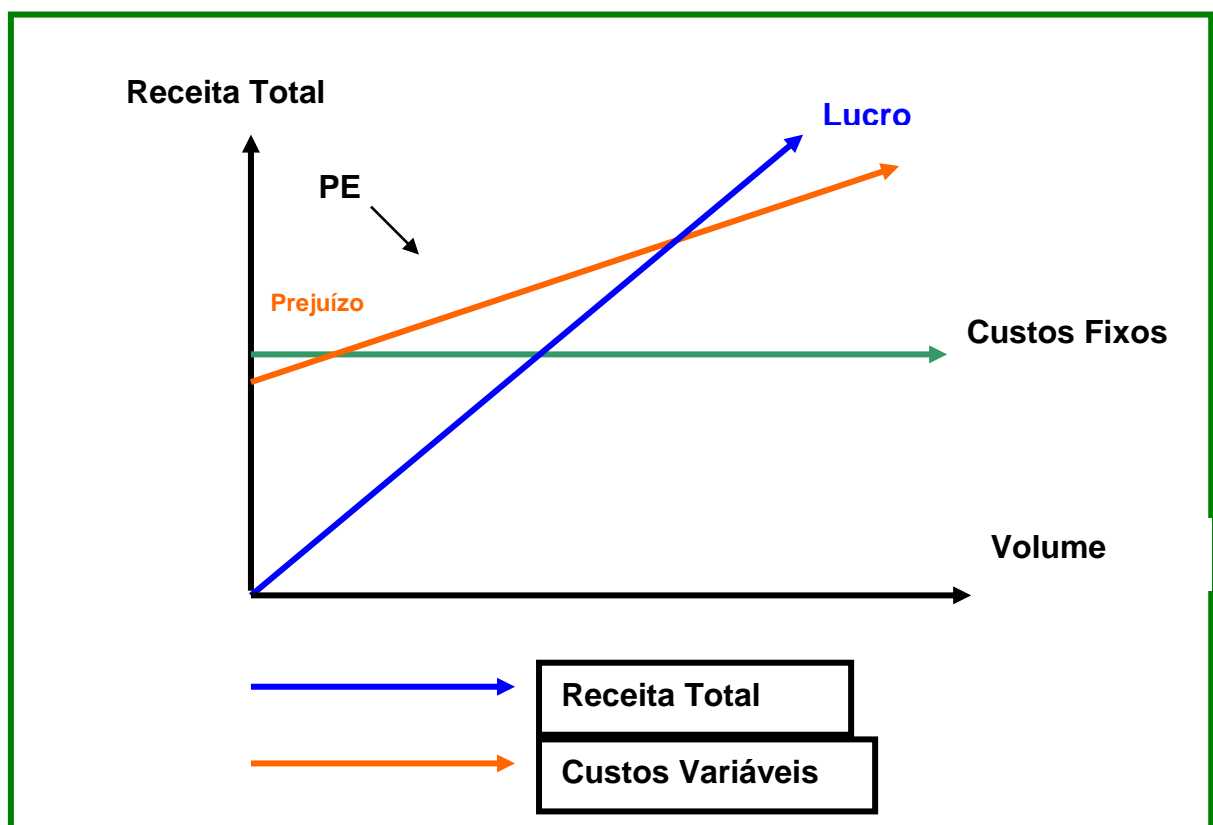 Receita Total
Lucro
PE
Prejuízo
Custos Fixos
Volume
Receita Total
Custos Variáveis